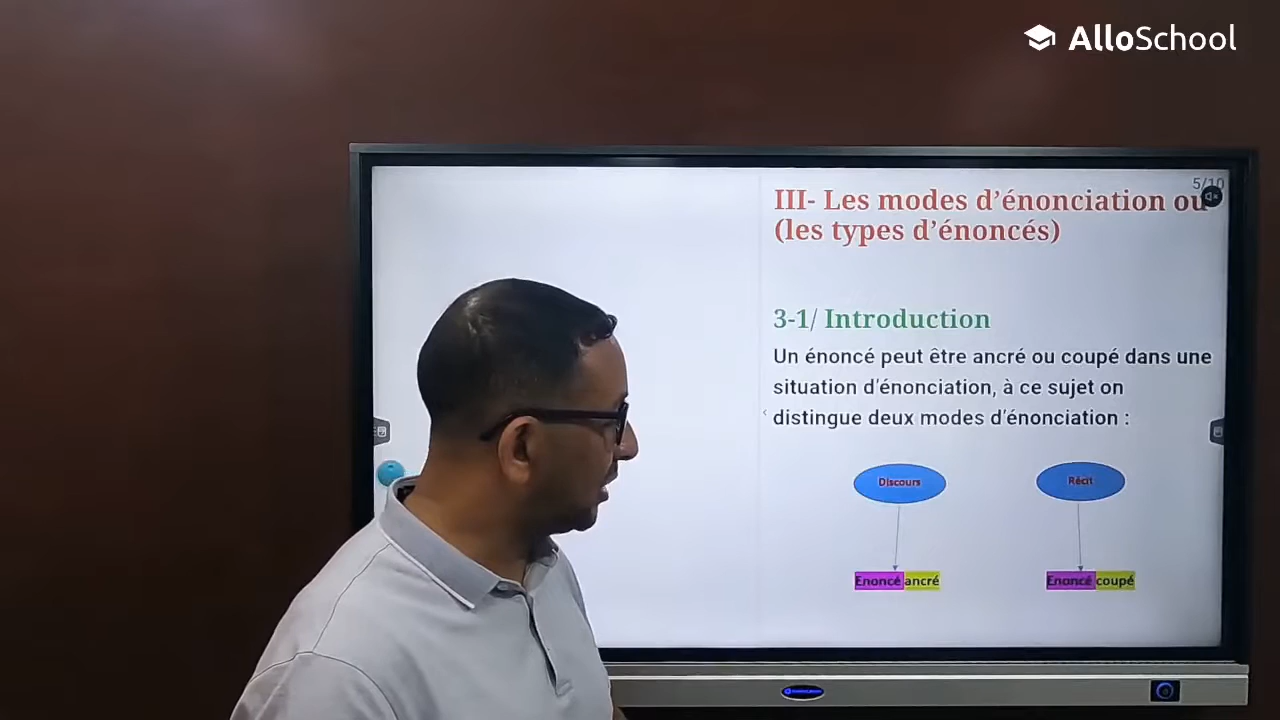 AlloSchool
5/10
III- Les modes d'énonciation ou
(les types d'énoncés)
3-1/ Introduction
Un énoncé peut être ancré ou coupé dans une
situation d'énonciation, à ce sujet on
distingue deux modes d'énonciation :
Discours
Récit
Enoncé ancré
Enoncé coupé